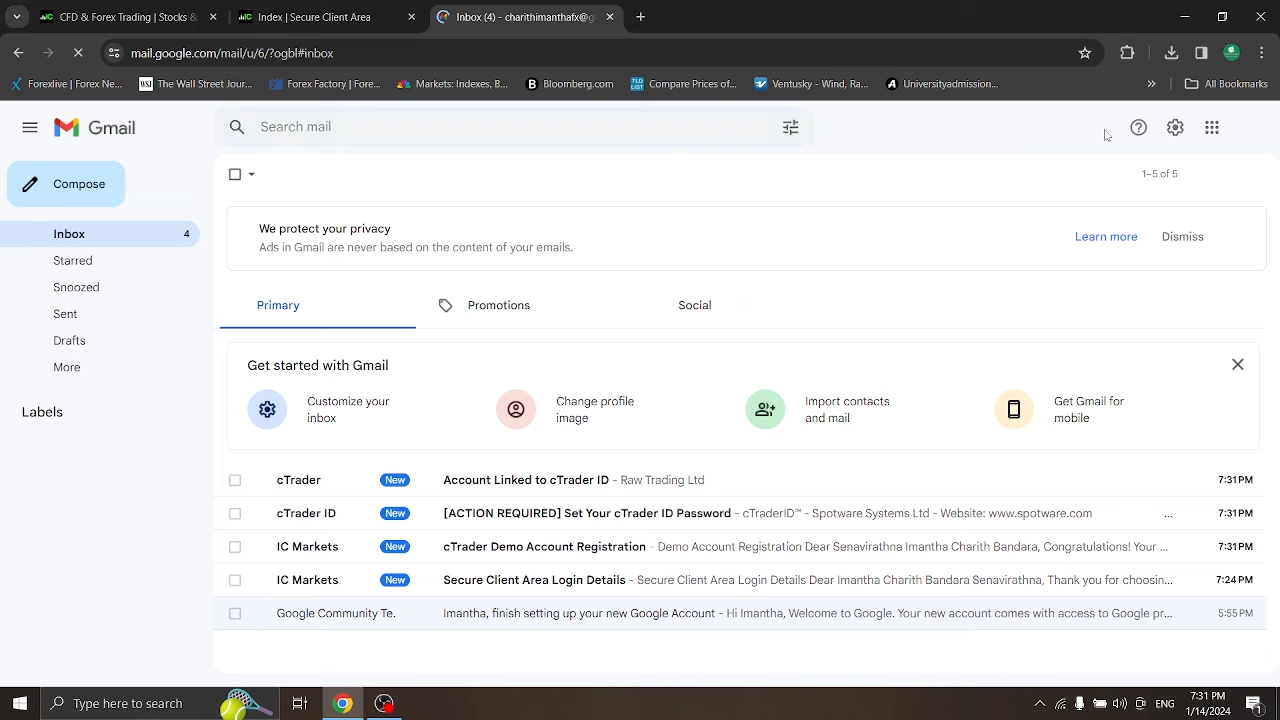 CFD & Forex Trading | Stocks &
Index | Secure Client Area
Inbox (4) - charithimanthafx@g
mail.google.com/mail/u/6/?ogbl#inbox
Forexlive | Forex Ne...
The Wall Street Jour...
Forex Factory | Fore...
Markets: Indexes, B...
Bloomberg.com
Compare Prices of...
Ventusky - Wind, Ra...
Universityadmission...
All Bookmarks
Gmail
Search mail
Compose
1–5 of 5
We protect your privacy
Ads in Gmail are never based on the content of your emails.
Learn more
Dismiss
Inbox 4
Starred
Snoozed
Sent
Drafts
More
Labels
Primary
Promotions
Social
Get started with Gmail
Customize your
inbox
Change profile
image
Import contacts
and mail
Get Gmail for
mobile
cTrader New Account Linked to cTrader ID - Raw Trading Ltd 7:31 PM
cTrader ID New [ACTION REQUIRED] Set Your cTrader ID Password - cTraderID™ - Spotware Systems Ltd - Website: www.spotware.com ... 7:31 PM
IC Markets New cTrader Demo Account Registration - Demo Account Registration Dear Senavirathna Imantha Charith Bandara, Congratulations! Your ... 7:31 PM
IC Markets New Secure Client Area Login Details - Secure Client Area Login Details Dear Imantha Charith Bandara Senavirathna, Thank you for choosin... 7:24 PM
Google Community Te. Imantha, finish setting up your new Google Account - Hi Imantha, Welcome to Google. Your new account comes with access to Google pr... 5:55 PM
Type here to search
ENG
7:31 PM
1/14/2024